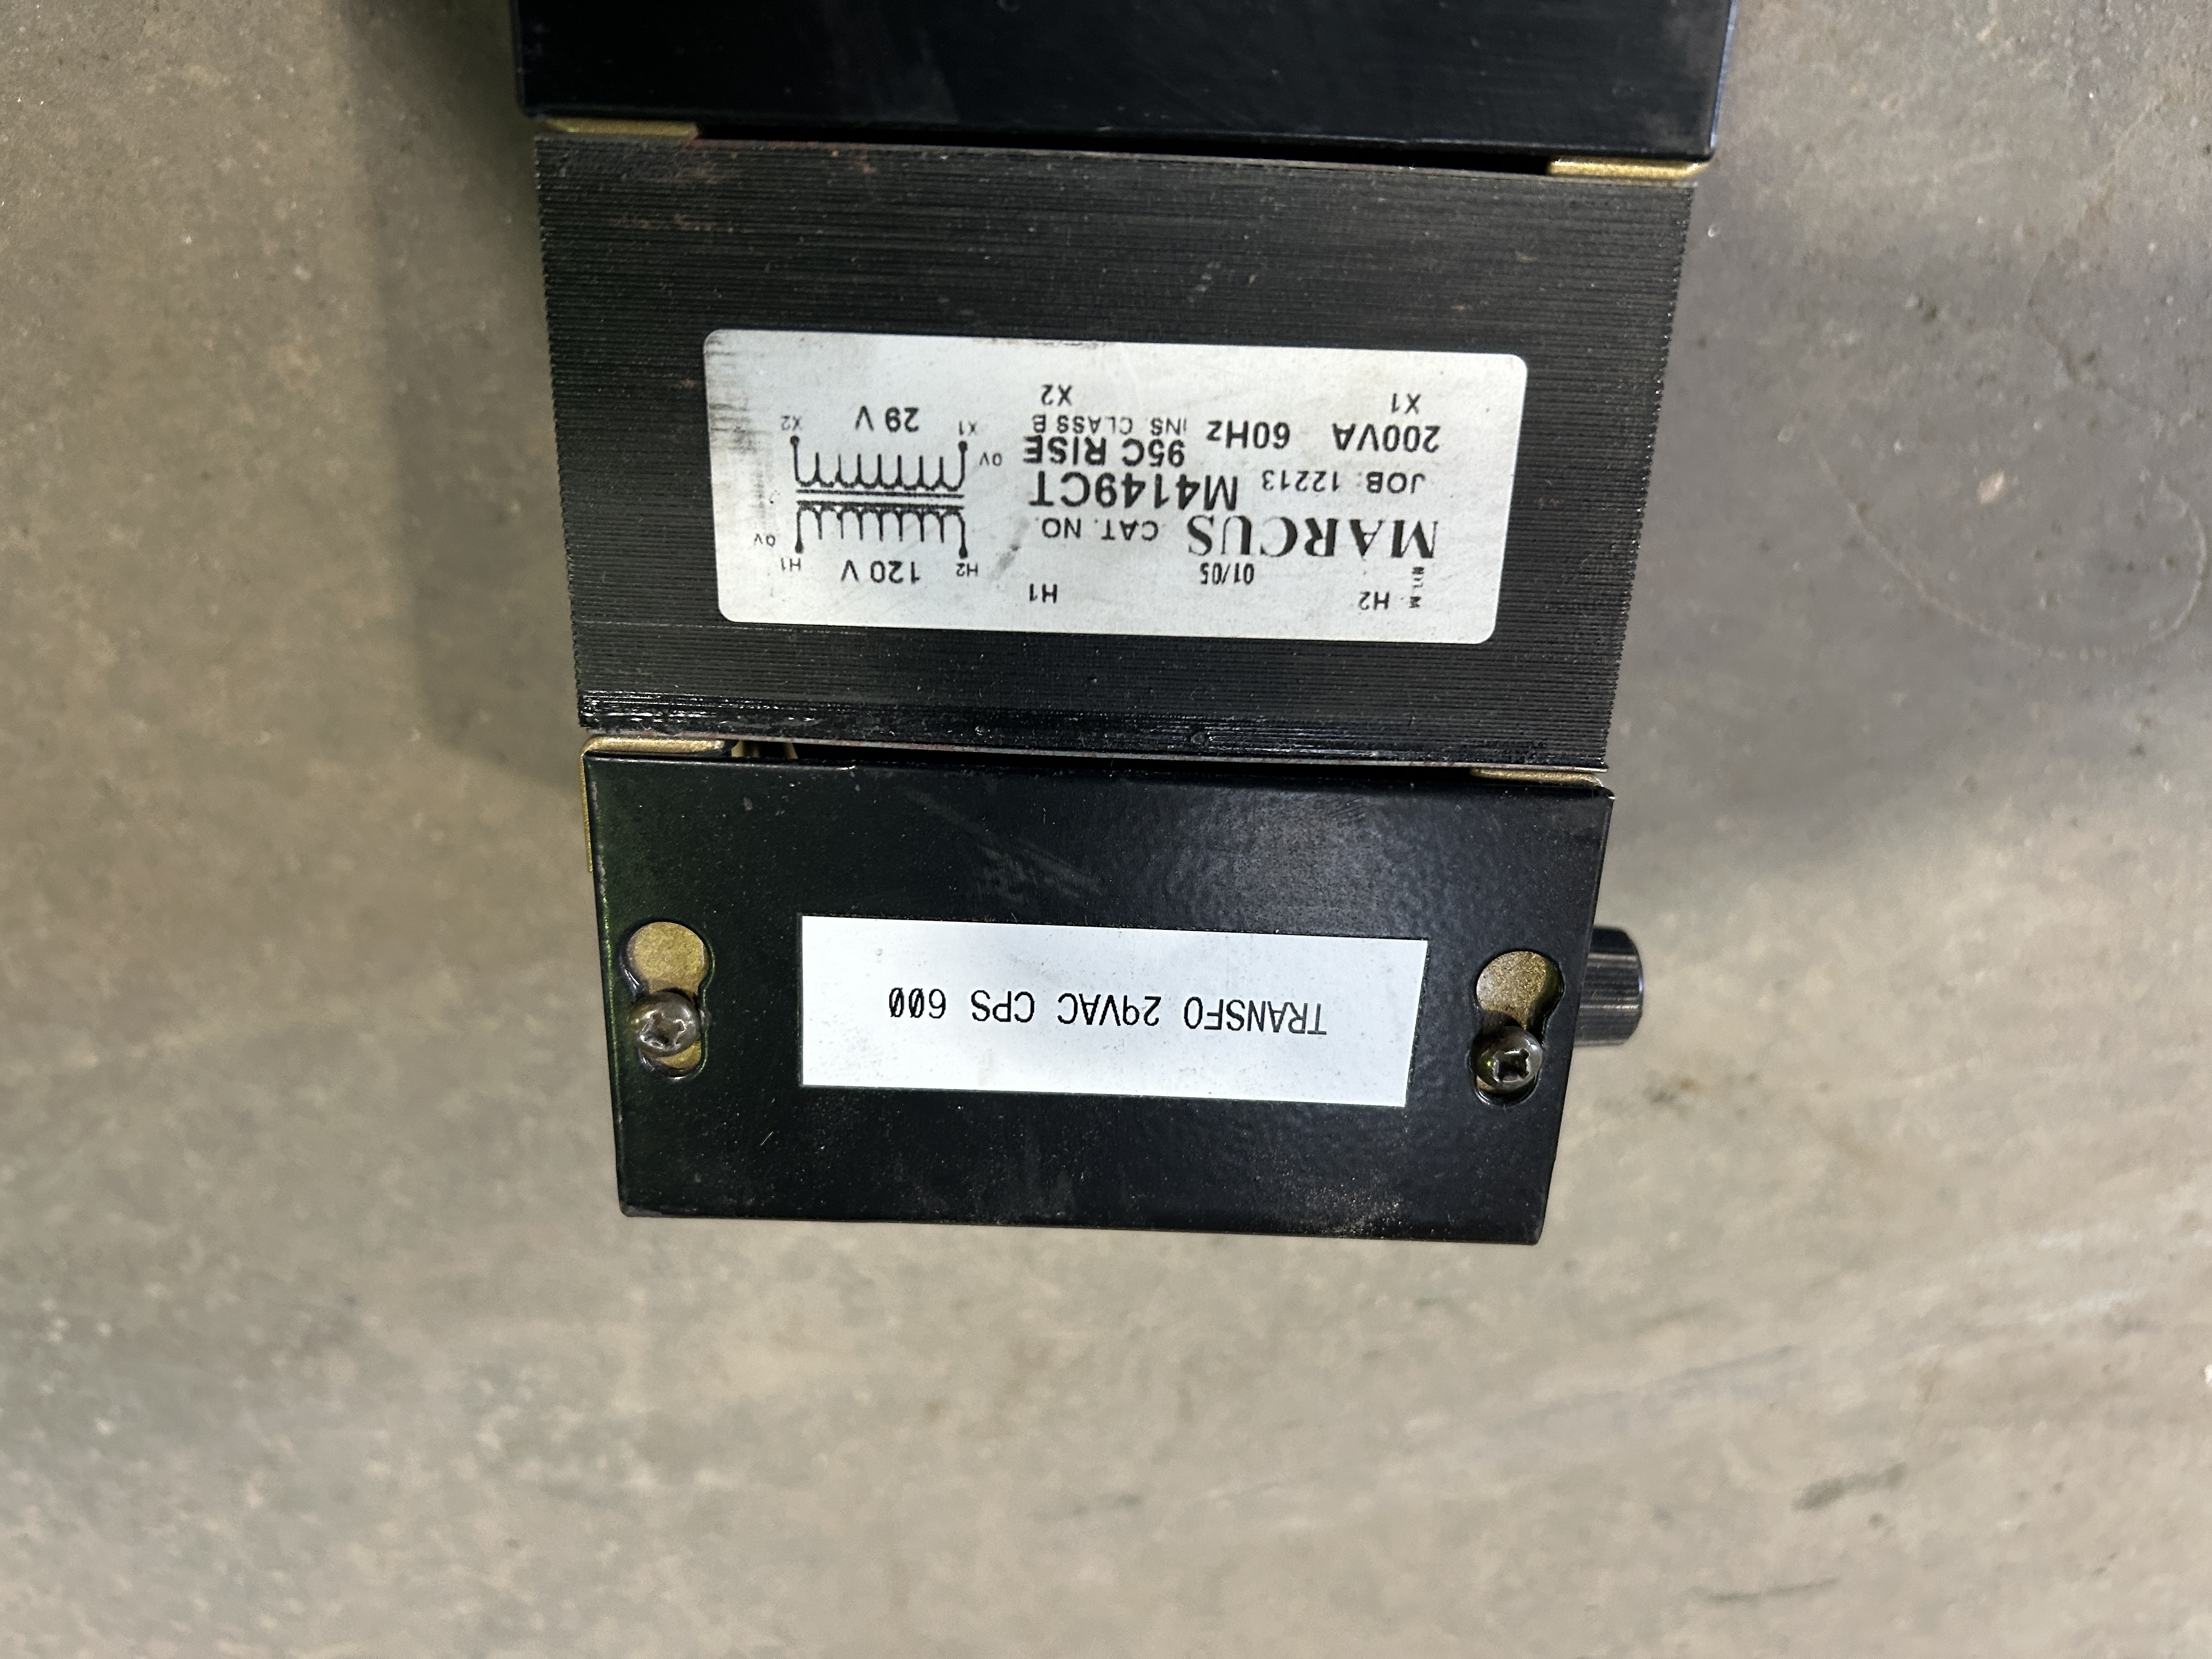 H2 H1
01/05
MARCUS CAT. NO.
JOB: 12213 M4149CT
95C RISE
200VA 60Hz INS. CLASS B
X1 X2
H2 120 V H1
0V
0V
X1 29 V X2
TRANSFO 29VAC CPS 600